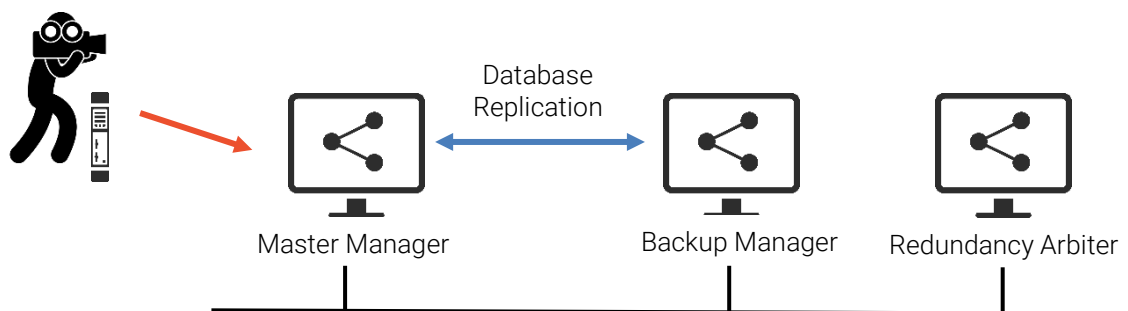 Database
Replication
Master Manager
Backup Manager
Redundancy Arbiter